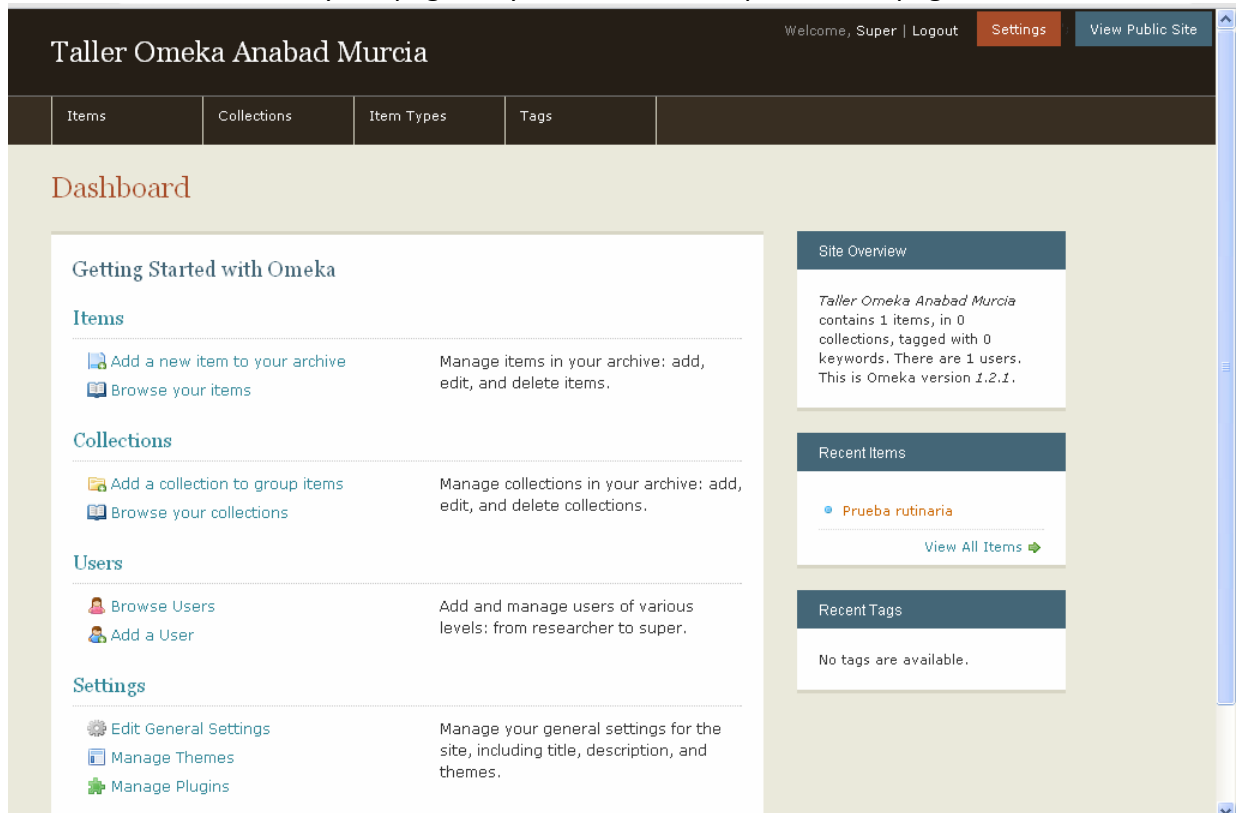 Welcome, Super | Logout Settings View Public Site
Taller Omeka Anabad Murcia
Items Collections Item Types Tags
Dashboard
Getting Started with Omeka
Items
Add a new item to your archive
Browse your items
Manage items in your archive: add,
edit, and delete items.
Collections
Add a collection to group items
Browse your collections
Manage collections in your archive: add,
edit, and delete collections.
Users
Browse Users
Add a User
Add and manage users of various
levels: from researcher to super.
Settings
Edit General Settings
Manage Themes
Manage Plugins
Manage your general settings for the
site, including title, description, and
themes.
Site Overview
Taller Omeka Anabad Murcia
contains 1 items, in 0
collections, tagged with 0
keywords. There are 1 users.
This is Omeka version 1.2.1.
Recent Items
Prueba rutinaria
View All Items
Recent Tags
No tags are available.